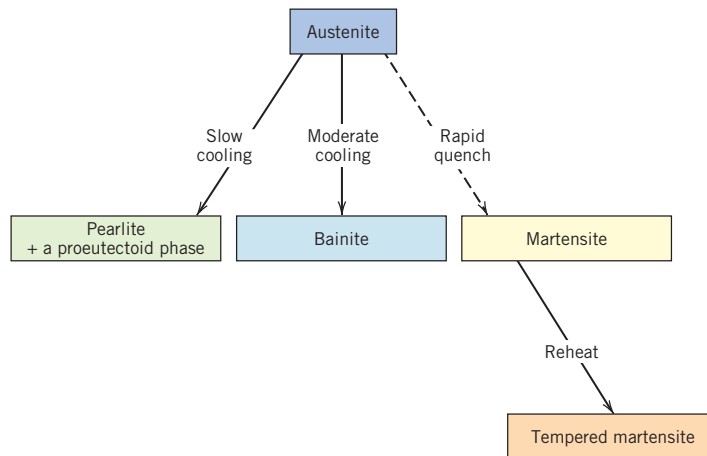 Austenite
Slow
cooling
Moderate
cooling
Rapid
quench
Pearlite
+ a proeutectoid phase
Bainite
Martensite
Reheat
Tempered martensite